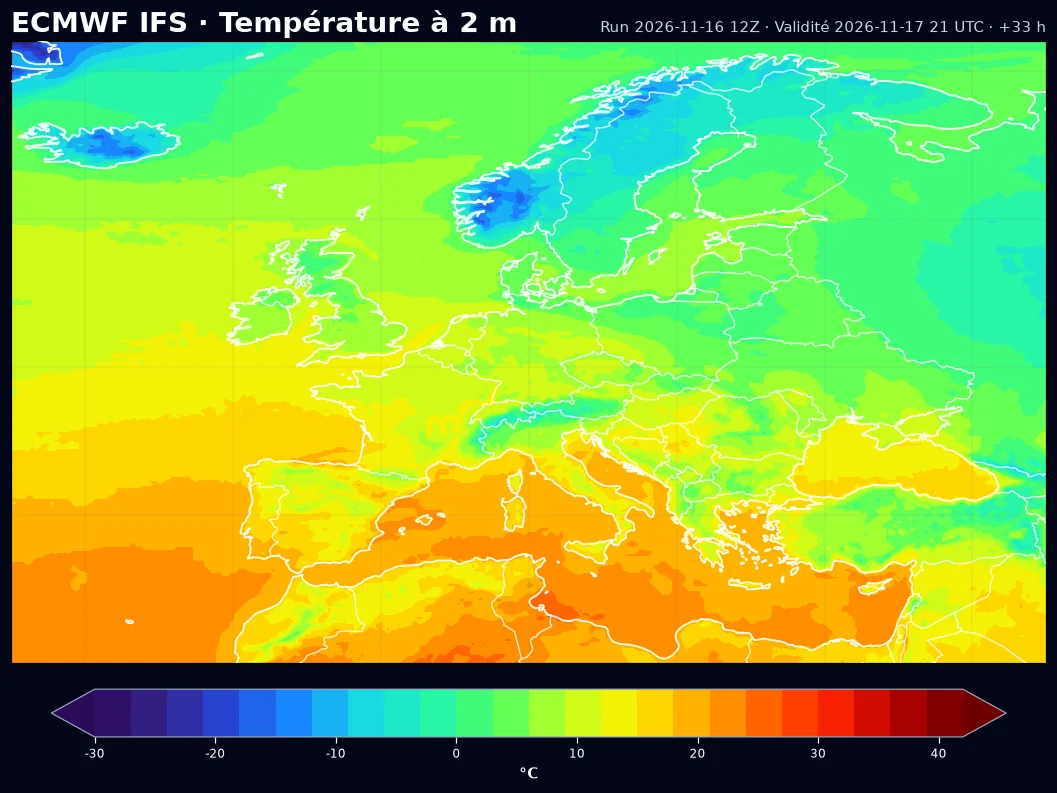 ECMWF IFS · Température à 2 m
Run 2026-11-16 12Z · Validité 2026-11-17 21 UTC · +33 h
-30 -20 -10 0 10 20 30 40
°C